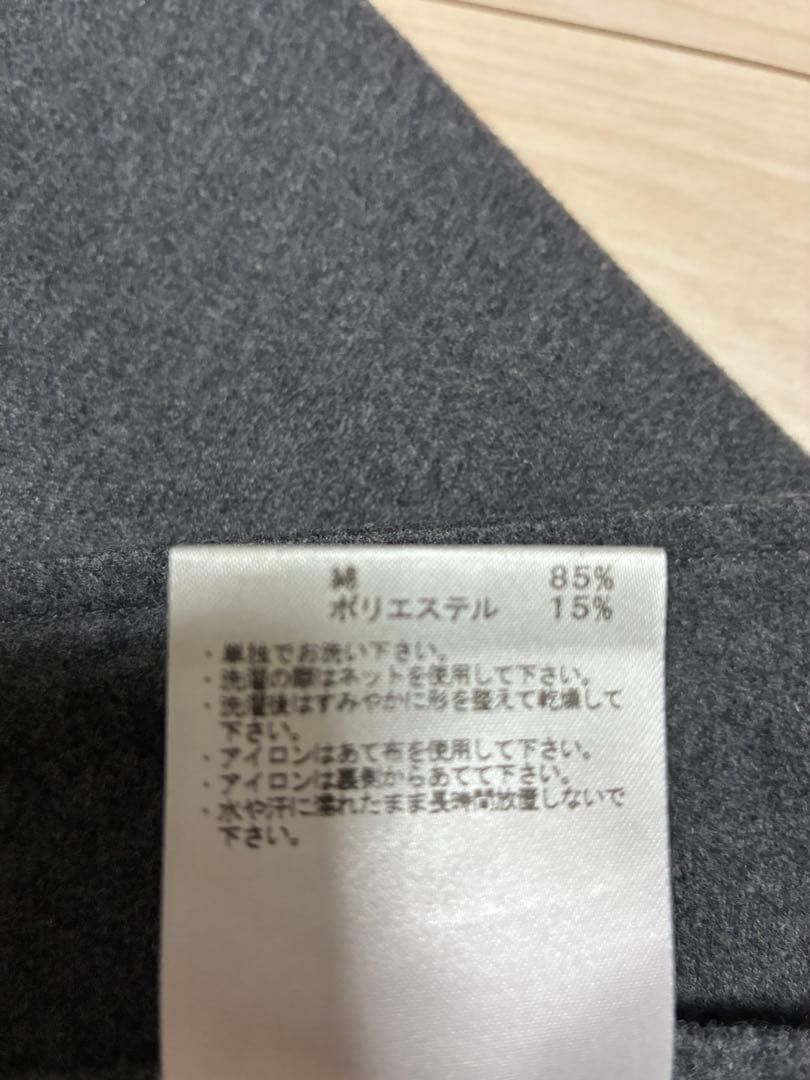 綿 85%
ポリエステル 15%
・単独でお洗い下さい。
・洗濯の際はネットを使用して下さい。
・洗濯後はすみやかに形を整えて乾燥して
下さい。
・アイロンはあて布を使用して下さい。
・アイロンは裏側からあてて下さい。
・水や汗に濡れたまま長時間放置しないで
下さい。